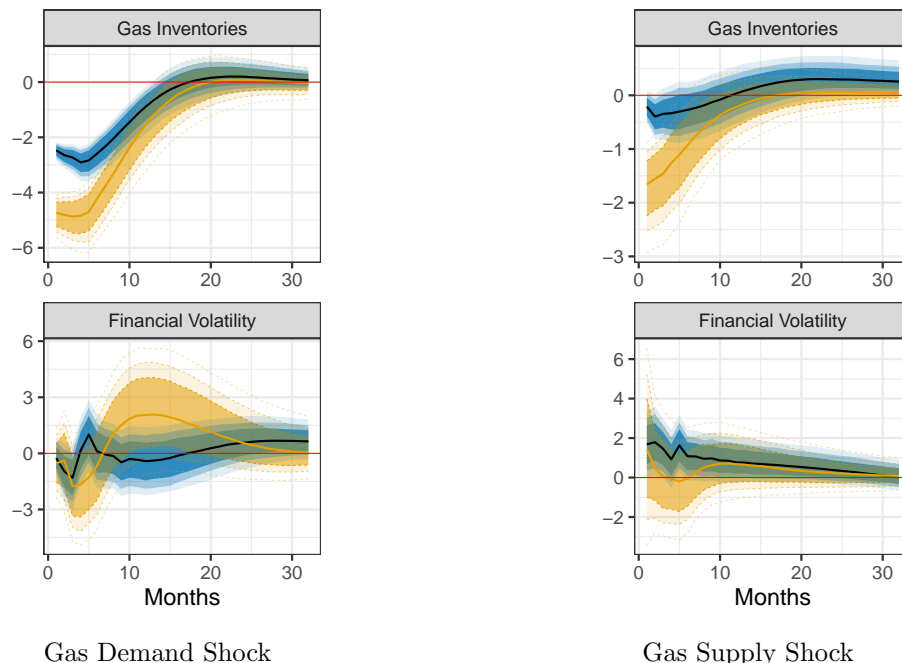 Gas Inventories
0
−2
−4
−6
0 10 20 30
Financial Volatility
6
3
0
−3
0 10 20 30
Months
Gas Demand Shock
Gas Inventories
0
−1
−2
−3
0 10 20 30
Financial Volatility
6
4
2
0
−2
0 10 20 30
Months
Gas Supply Shock